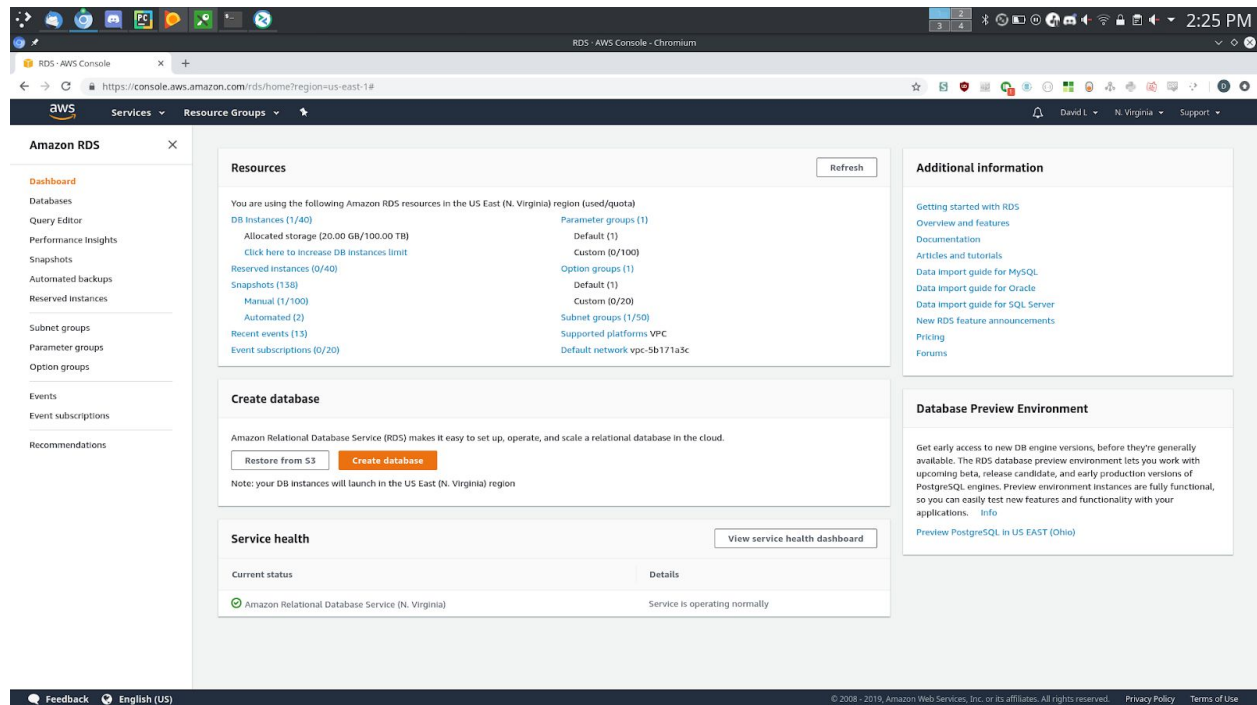 2
3 4
2:25 PM
RDS · AWS Console - Chromium
RDS · AWS Console
https://console.aws.amazon.com/rds/home?region=us-east-1#
aws
Services
Resource Groups
David L
N. Virginia
Support
Amazon RDS
Dashboard
Databases
Query Editor
Performance Insights
Snapshots
Automated backups
Reserved instances
Subnet groups
Parameter groups
Option groups
Events
Event subscriptions
Recommendations
Resources
Refresh
You are using the following Amazon RDS resources in the US East (N. Virginia) region (used/quota)
DB Instances (1/40)
Allocated storage (20.00 GB/100.00 TB)
Click here to increase DB instances limit
Reserved instances (0/40)
Snapshots (138)
Manual (1/100)
Automated (2)
Recent events (13)
Event subscriptions (0/20)
Parameter groups (1)
Default (1)
Custom (0/100)
Option groups (1)
Default (1)
Custom (0/20)
Subnet groups (1/50)
Supported platforms VPC
Default network vpc-5b171a3c
Create database
Amazon Relational Database Service (RDS) makes it easy to set up, operate, and scale a relational database in the cloud.
Restore from S3
Create database
Note: your DB instances will launch in the US East (N. Virginia) region
Service health
View service health dashboard
Current status
Details
Amazon Relational Database Service (N. Virginia)
Service is operating normally
Additional information
Getting started with RDS
Overview and features
Documentation
Articles and tutorials
Data import guide for MySQL
Data import guide for Oracle
Data import guide for SQL Server
New RDS feature announcements
Pricing
Forums
Database Preview Environment
Get early access to new DB engine versions, before they're generally
available. The RDS database preview environment lets you work with
upcoming beta, release candidate, and early production versions of
PostgreSQL engines. Preview environment instances are fully functional,
so you can easily test new features and functionality with your
applications. Info
Preview PostgreSQL in US EAST (Ohio)
Feedback
English (US)
© 2008 - 2019, Amazon Web Services, Inc. or its affiliates. All rights reserved.
Privacy Policy
Terms of Use